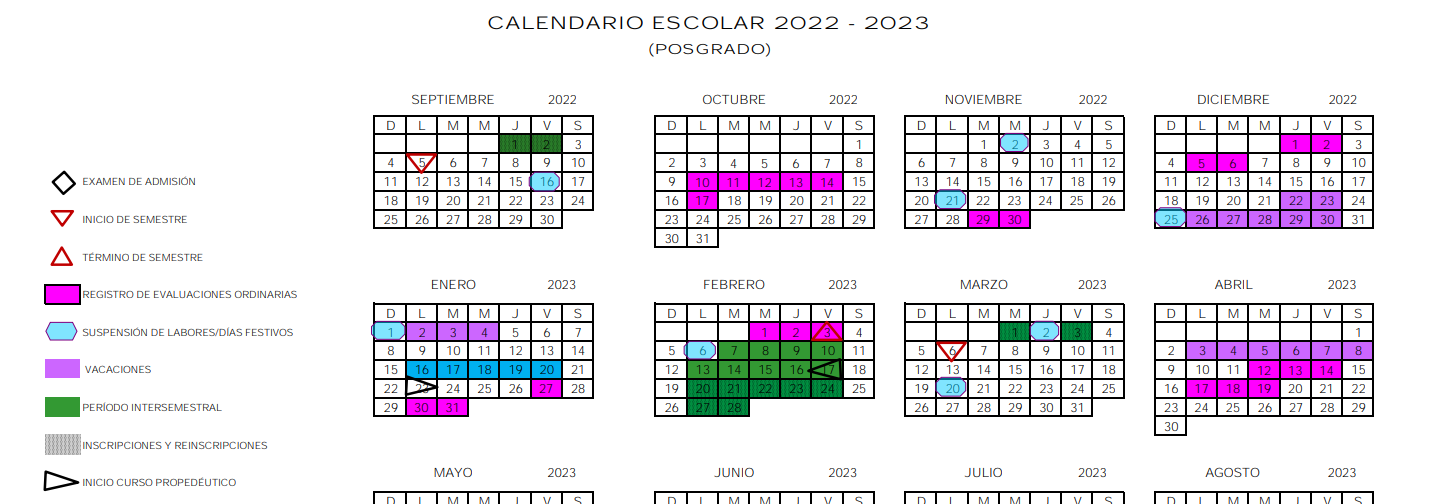 CALENDARIO ESCOLAR 2022 - 2023
(POSGRADO)
EXAMEN DE ADMISIÓN
INICIO DE SEMESTRE
TÉRMINO DE SEMESTRE
REGISTRO DE EVALUACIONES ORDINARIAS
SUSPENSIÓN DE LABORES/DÍAS FESTIVOS
VACACIONES
PERÍODO INTERSEMESTRAL
INSCRIPCIONES Y REINSCRIPCIONES
INICIO CURSO PROPEDÉUTICO
SEPTIEMBRE 2022
D L M M J V S
1 2 3
4 5 6 7 8 9 10
11 12 13 14 15 16 17
18 19 20 21 22 23 24
25 26 27 28 29 30
OCTUBRE 2022
D L M M J V S
1
2 3 4 5 6 7 8
9 10 11 12 13 14 15
16 17 18 19 20 21 22
23 24 25 26 27 28 29
30 31
NOVIEMBRE 2022
D L M M J V S
1 2 3 4 5
6 7 8 9 10 11 12
13 14 15 16 17 18 19
20 21 22 23 24 25 26
27 28 29 30
DICIEMBRE 2022
D L M M J V S
1 2 3
4 5 6 7 8 9 10
11 12 13 14 15 16 17
18 19 20 21 22 23 24
25 26 27 28 29 30 31
ENERO 2023
D L M M J V S
1 2 3 4 5 6 7
8 9 10 11 12 13 14
15 16 17 18 19 20 21
22 23 24 25 26 27 28
29 30 31
FEBRERO 2023
D L M M J V S
1 2 3 4
5 6 7 8 9 10 11
12 13 14 15 16 17 18
19 20 21 22 23 24 25
26 27 28
MARZO 2023
D L M M J V S
1 2 3 4
5 6 7 8 9 10 11
12 13 14 15 16 17 18
19 20 21 22 23 24 25
26 27 28 29 30 31
ABRIL 2023
D L M M J V S
1
2 3 4 5 6 7 8
9 10 11 12 13 14 15
16 17 18 19 20 21 22
23 24 25 26 27 28 29
30
MAYO 2023
D L M M J V S
JUNIO 2023
D L M M J V S
JULIO 2023
D L M M J V S
AGOSTO 2023
D L M M J V S